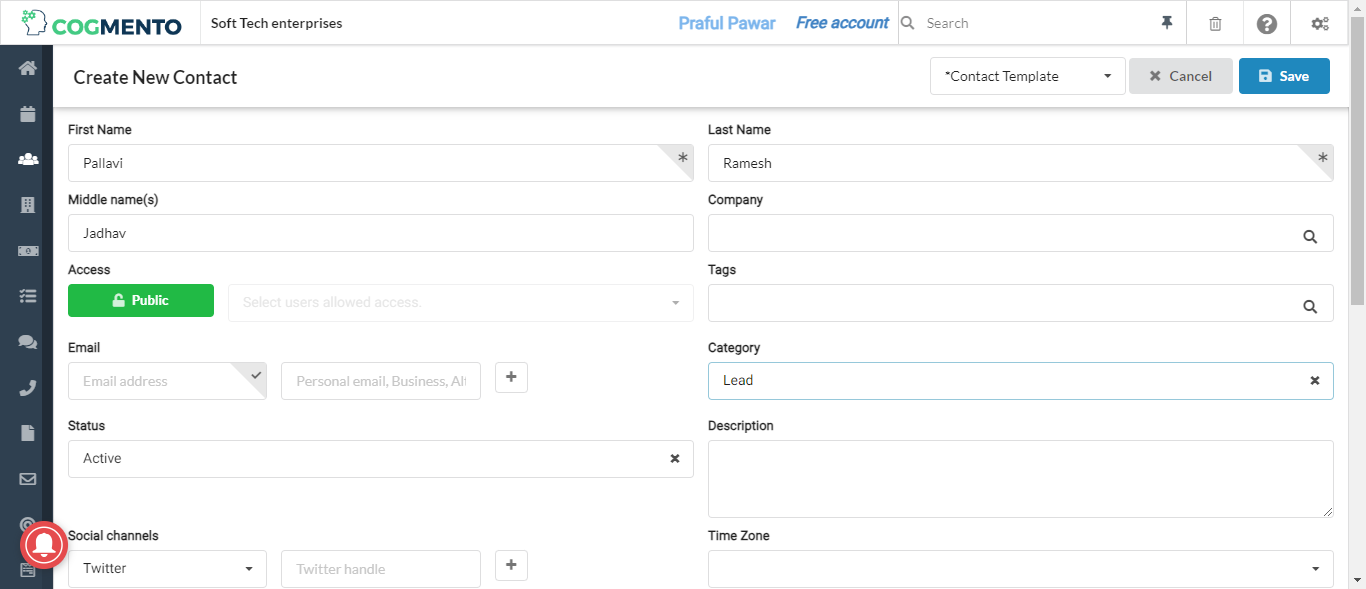 COGMENTO
Soft Tech enterprises
Praful Pawar
Free account
Search
Create New Contact
*Contact Template
Cancel
Save
First Name
Pallavi
Last Name
Ramesh
Middle name(s)
Jadhav
Company
Access
Public
Select users allowed access.
Tags
Email
Email address
Personal email, Business, Alt
Category
Lead
Status
Active
Description
Social channels
Twitter
Twitter handle
Time Zone